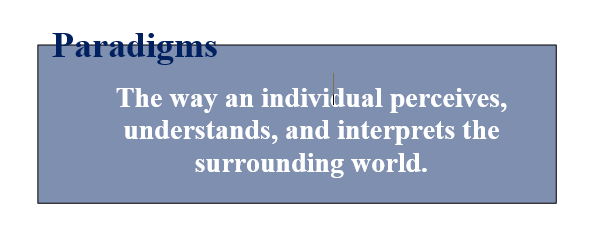 Paradigms
The way an individual perceives,
understands, and interprets the
surrounding world.